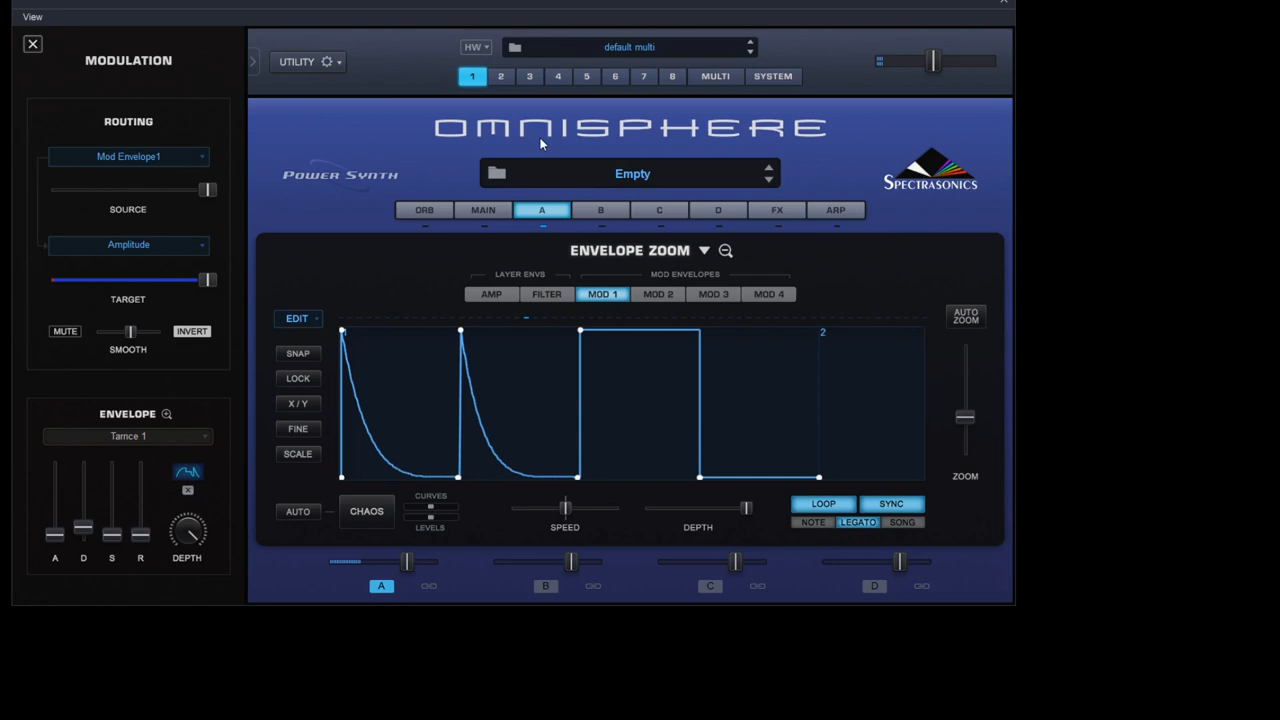 View
MODULATION
ROUTING
Mod Envelope1
SOURCE
Amplitude
TARGET
MUTE
INVERT
SMOOTH
ENVELOPE
Tarnce 1
A D S R DEPTH
UTILITY
HW
default multi
1 2 3 4 5 6 7 8 MULTI SYSTEM
OMNISPHERE
POWER SYNTH
Empty
SPECTRASONICS
ORB MAIN A B C D FX ARP
ENVELOPE ZOOM
LAYER ENVS MOD ENVELOPES
AMP FILTER MOD 1 MOD 2 MOD 3 MOD 4
EDIT
AUTO
ZOOM
1 2
SNAP
LOCK
X / Y
FINE
SCALE
ZOOM
AUTO
CHAOS
CURVES
LEVELS
SPEED
DEPTH
LOOP SYNC
NOTE LEGATO SONG
A B C D